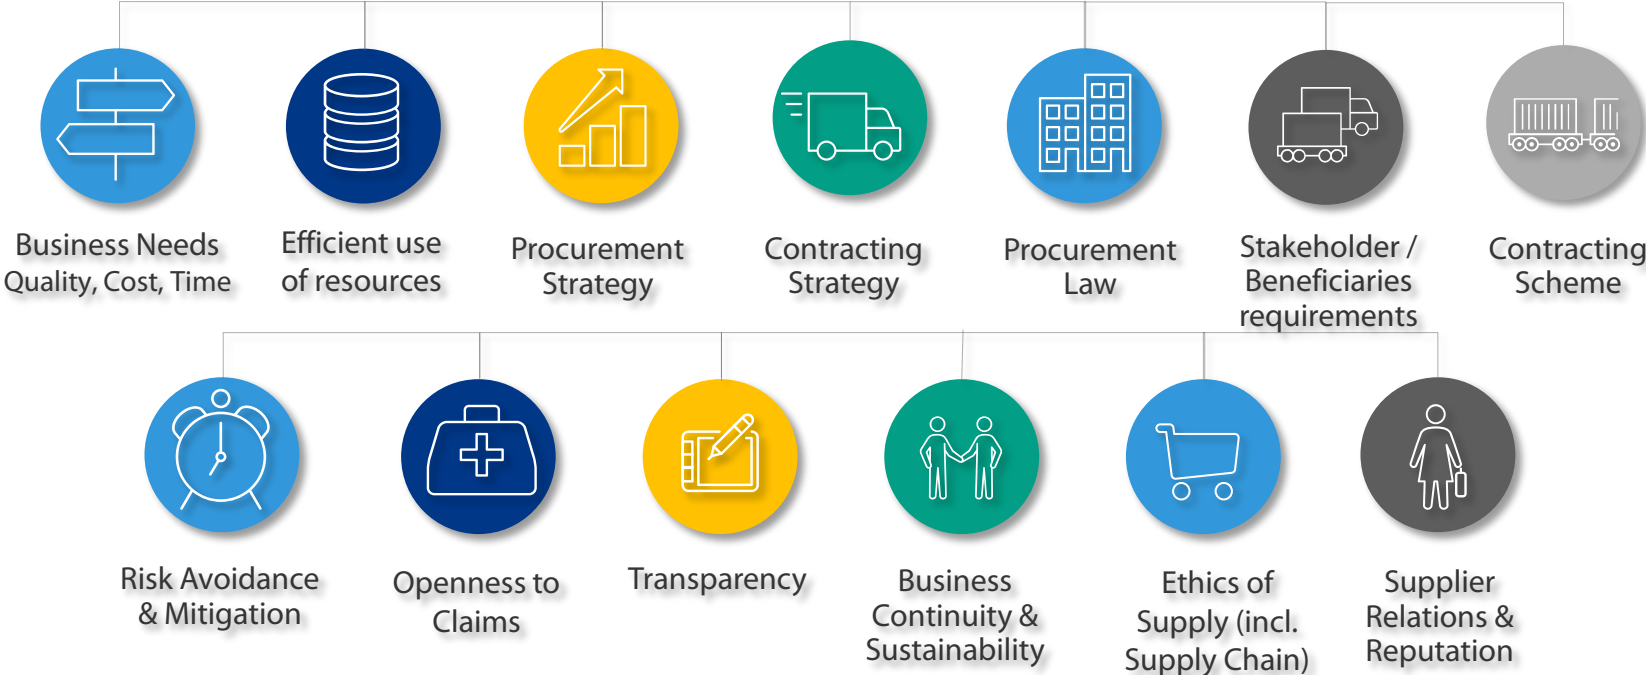 Business Needs
Quality, Cost, Time
Efficient use
of resources
Procurement
Strategy
Contracting
Strategy
Procurement
Law
Stakeholder /
Beneficiaries
requirements
Contracting
Scheme
Risk Avoidance
& Mitigation
Openness to
Claims
Transparency
Business
Continuity &
Sustainability
Ethics of
Supply (incl.
Supply Chain)
Supplier
Relations &
Reputation